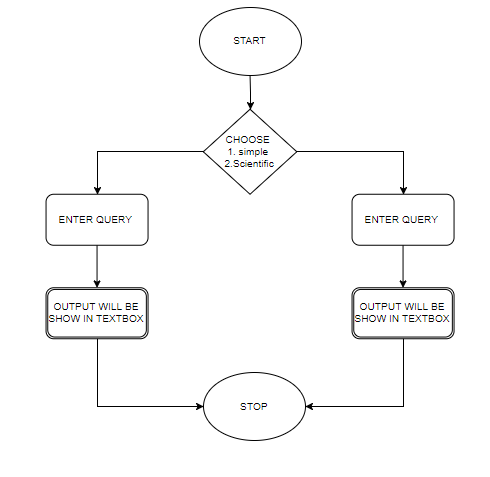 START
CHOOSE
1. simple
2.Scientific
ENTER QUERY
ENTER QUERY
OUTPUT WILL BE
SHOW IN TEXTBOX
OUTPUT WILL BE
SHOW IN TEXTBOX
STOP